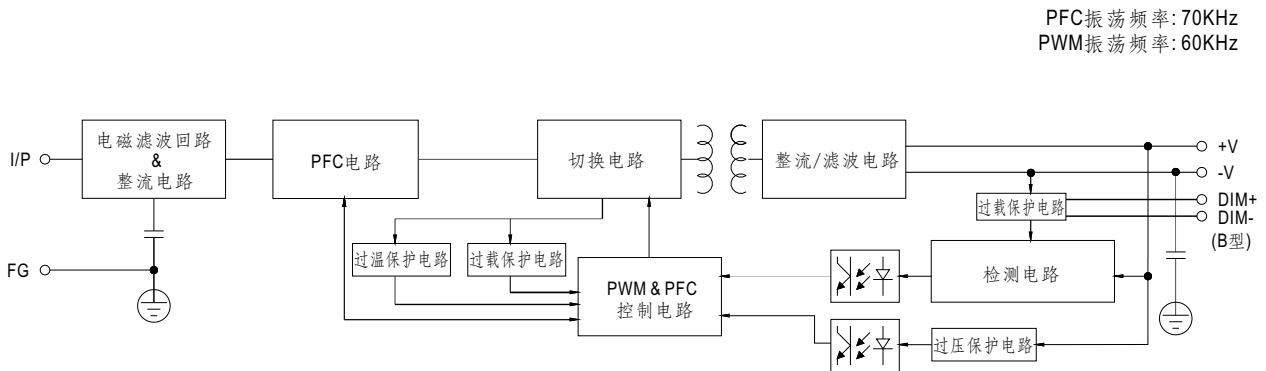 PFC振荡频率:70KHz
PWM振荡频率:60KHz
I/P
电磁滤波回路
&
整流电路
PFC电路
切换电路
整流/滤波电路
+V
-V
DIM+
DIM-
(B型)
过载保护电路
FG
过温保护电路
过载保护电路
PWM & PFC
控制电路
检测电路
过压保护电路